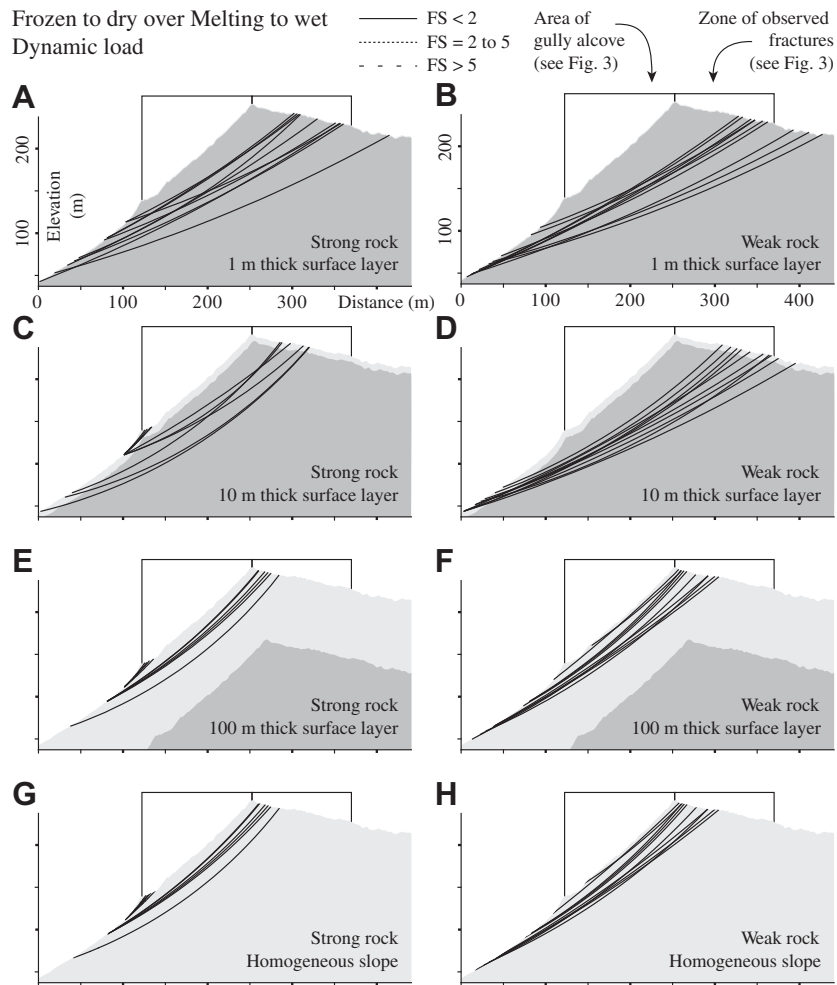 Frozen to dry over Melting to wet
Dynamic load
FS < 2
FS = 2 to 5
FS > 5
Area of
gully alcove
(see Fig. 3)
Zone of observed
fractures
(see Fig. 3)
A
200
100
Elevation
(m)
Strong rock
1 m thick surface layer
0 100 200 300 Distance (m)
B
200
100
Weak rock
1 m thick surface layer
0 100 200 300 400
C
Strong rock
10 m thick surface layer
D
Weak rock
10 m thick surface layer
E
Strong rock
100 m thick surface layer
F
Weak rock
100 m thick surface layer
G
Strong rock
Homogeneous slope
H
Weak rock
Homogeneous slope